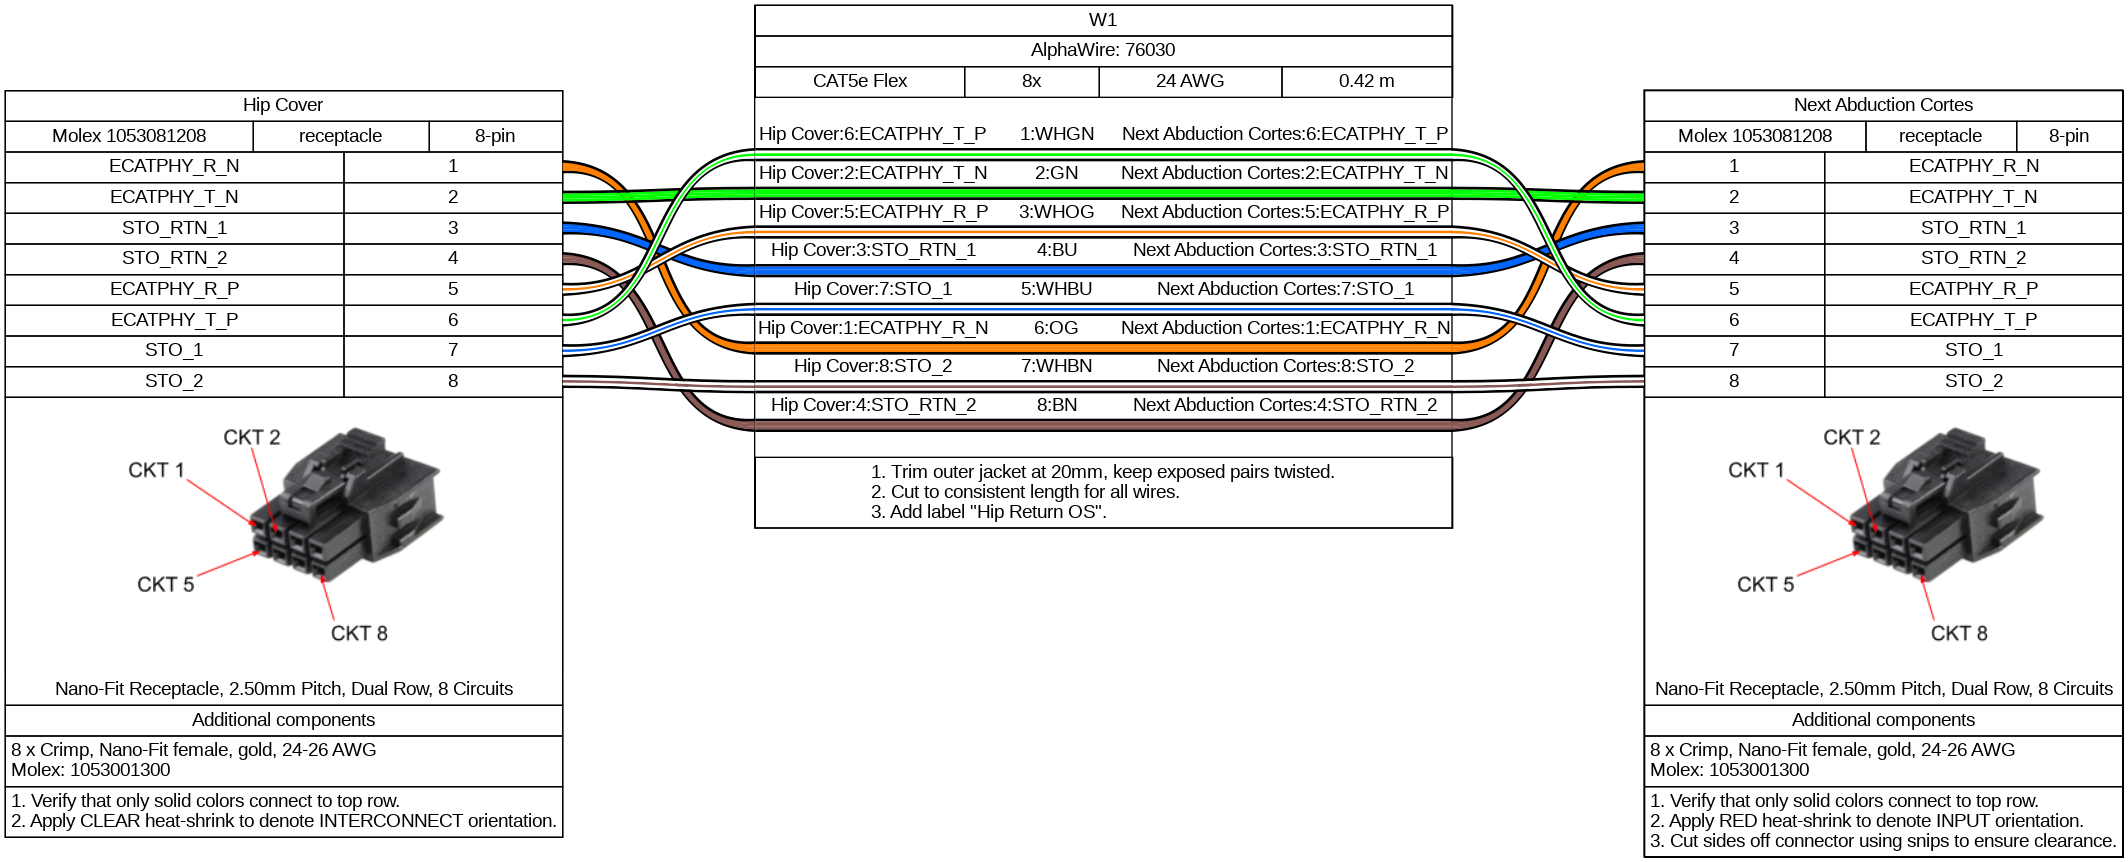 W1
AlphaWire: 76030
CAT5e Flex 8x 24 AWG 0.42 m
Hip Cover:6:ECATPHY_T_P 1:WHGN Next Abduction Cortes:6:ECATPHY_T_P
Hip Cover:2:ECATPHY_T_N 2:GN Next Abduction Cortes:2:ECATPHY_T_N
Hip Cover:5:ECATPHY_R_P 3:WHOG Next Abduction Cortes:5:ECATPHY_R_P
Hip Cover:3:STO_RTN_1 4:BU Next Abduction Cortes:3:STO_RTN_1
Hip Cover:7:STO_1 5:WHBU Next Abduction Cortes:7:STO_1
Hip Cover:1:ECATPHY_R_N 6:OG Next Abduction Cortes:1:ECATPHY_R_N
Hip Cover:8:STO_2 7:WHBN Next Abduction Cortes:8:STO_2
Hip Cover:4:STO_RTN_2 8:BN Next Abduction Cortes:4:STO_RTN_2
1. Trim outer jacket at 20mm, keep exposed pairs twisted.
2. Cut to consistent length for all wires.
3. Add label "Hip Return OS".
Hip Cover
Molex 1053081208 receptacle 8-pin
ECATPHY_R_N 1
ECATPHY_T_N 2
STO_RTN_1 3
STO_RTN_2 4
ECATPHY_R_P 5
ECATPHY_T_P 6
STO_1 7
STO_2 8
CKT 2
CKT 1
CKT 5
CKT 8
Nano-Fit Receptacle, 2.50mm Pitch, Dual Row, 8 Circuits
Additional components
8 x Crimp, Nano-Fit female, gold, 24-26 AWG
Molex: 1053001300
1. Verify that only solid colors connect to top row.
2. Apply CLEAR heat-shrink to denote INTERCONNECT orientation.
Next Abduction Cortes
Molex 1053081208 receptacle 8-pin
1 ECATPHY_R_N
2 ECATPHY_T_N
3 STO_RTN_1
4 STO_RTN_2
5 ECATPHY_R_P
6 ECATPHY_T_P
7 STO_1
8 STO_2
CKT 2
CKT 1
CKT 5
CKT 8
Nano-Fit Receptacle, 2.50mm Pitch, Dual Row, 8 Circuits
Additional components
8 x Crimp, Nano-Fit female, gold, 24-26 AWG
Molex: 1053001300
1. Verify that only solid colors connect to top row.
2. Apply RED heat-shrink to denote INPUT orientation.
3. Cut sides off connector using snips to ensure clearance.